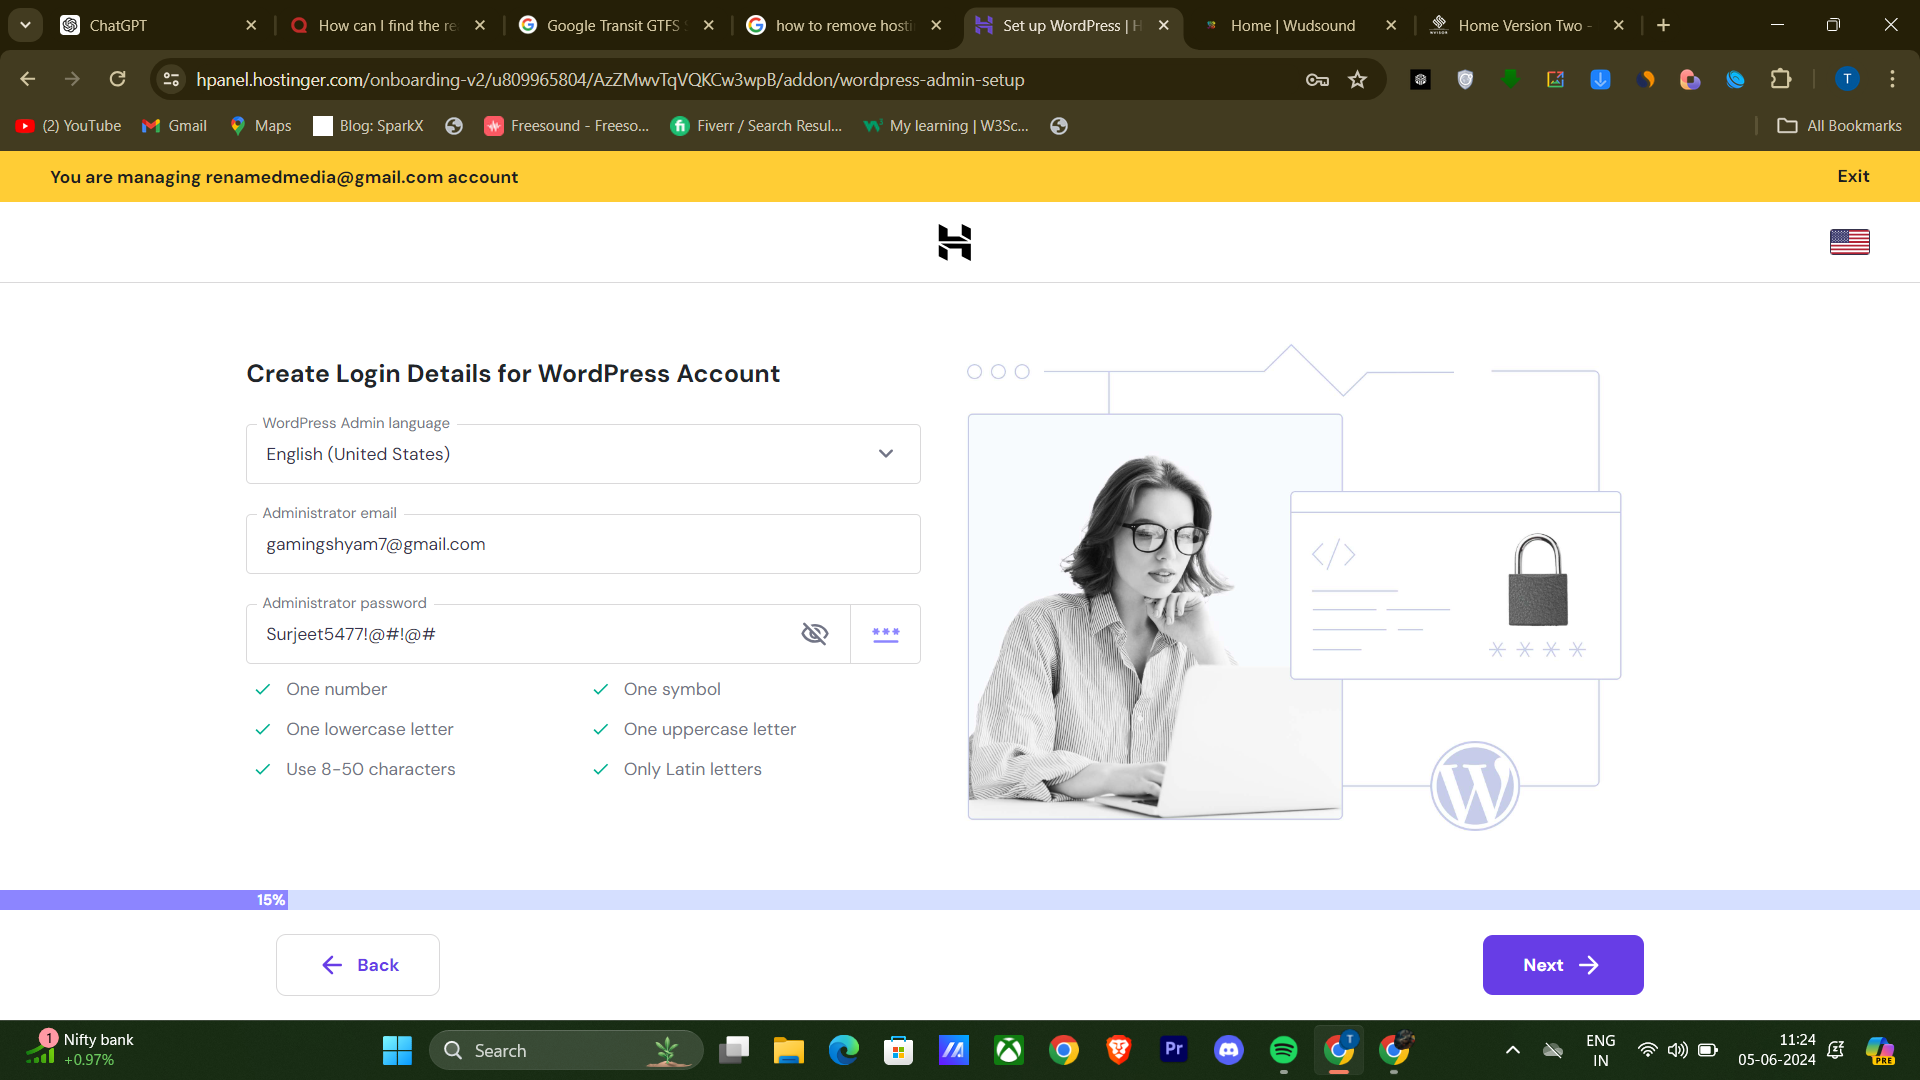 ChatGPT
How can I find the re
Google Transit GTFS
how to remove hosti
Set up WordPress | H
Home | Wudsound
Home Version Two -
hpanel.hostinger.com/onboarding-v2/u809965804/AzZMwvTqVQKCw3wpB/addon/wordpress-admin-setup
T
(2) YouTube
Gmail
Maps
Blog: SparkX
Freesound - Freeso...
Fiverr / Search Resul...
My learning | W3Sc...
All Bookmarks
You are managing renamedmedia@gmail.com account
Exit
Create Login Details for WordPress Account
WordPress Admin language
English (United States)
Administrator email
gamingshyam7@gmail.com
Administrator password
Surjeet5477!@#!@#
One number
One symbol
One lowercase letter
One uppercase letter
Use 8-50 characters
Only Latin letters
15%
Back
Next
1
Nifty bank
+0.97%
Search
Pr
T
ENG
IN
11:24
05-06-2024
PRE